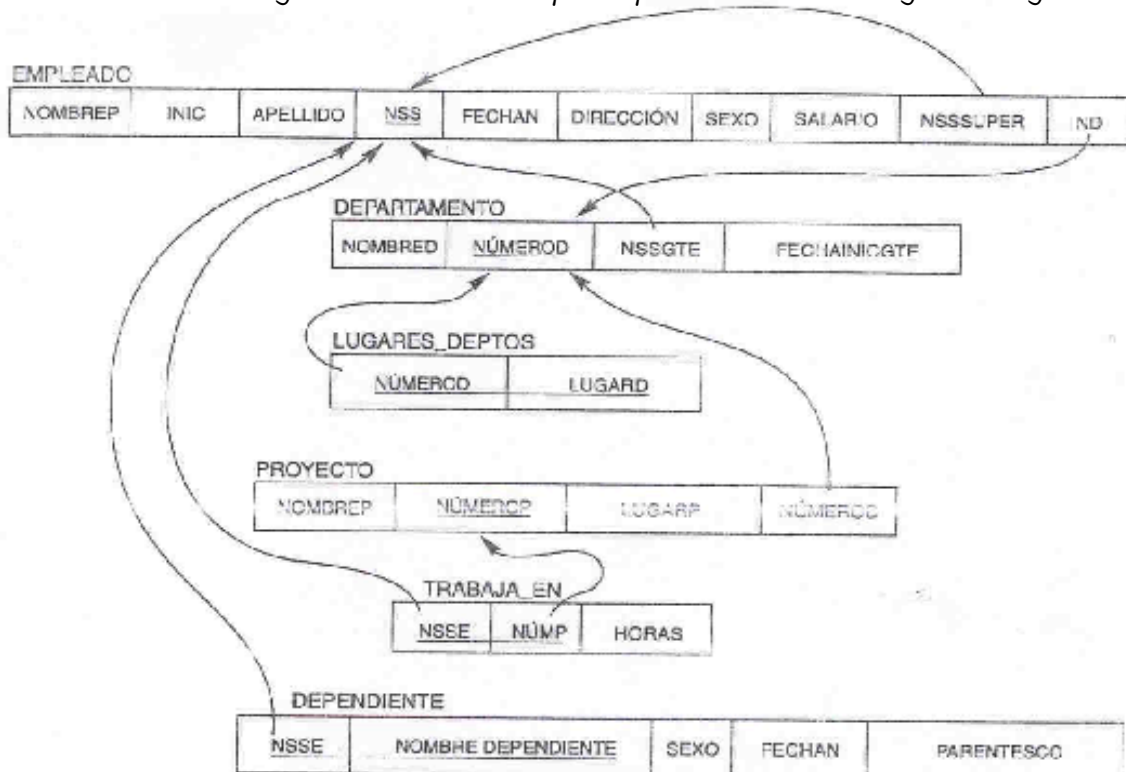 EMPLEADO
NOMBREP INIC APELLIDO NSS FECHAN DIRECCIÓN SEXO SALARIO NSSSUPER ND
DEPARTAMENTO
NOMBRED NÚMEROD NSSGTE FECHAINICGTE
LUGARES_DEPTOS
NÚMEROD LUGARD
PROYECTO
NOMBREP NÚMEROP LUGARP NÚMEROD
TRABAJA_EN
NSSE NÚMP HORAS
DEPENDIENTE
NSSE NOMBRE DEPENDIENTE SEXO FECHAN PARENTESCO